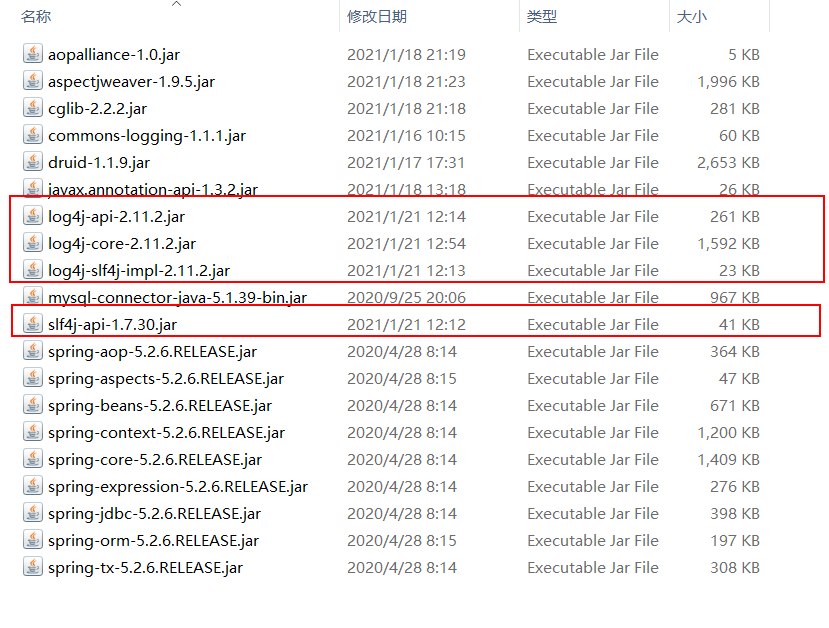 名称 修改日期 类型 大小
aopalliance-1.0.jar 2021/1/18 21:19 Executable Jar File 5 KB
aspectjweaver-1.9.5.jar 2021/1/18 21:23 Executable Jar File 1,996 KB
cglib-2.2.2.jar 2021/1/18 21:18 Executable Jar File 281 KB
commons-logging-1.1.1.jar 2021/1/16 10:15 Executable Jar File 60 KB
druid-1.1.9.jar 2021/1/17 17:31 Executable Jar File 2,653 KB
javax.annotation-api-1.3.2.jar 2021/1/18 13:18 Executable Jar File 26 KB
log4j-api-2.11.2.jar 2021/1/21 12:14 Executable Jar File 261 KB
log4j-core-2.11.2.jar 2021/1/21 12:54 Executable Jar File 1,592 KB
log4j-slf4j-impl-2.11.2.jar 2021/1/21 12:13 Executable Jar File 23 KB
mysql-connector-java-5.1.39-bin.jar 2020/9/25 20:06 Executable Jar File 967 KB
slf4j-api-1.7.30.jar 2021/1/21 12:12 Executable Jar File 41 KB
spring-aop-5.2.6.RELEASE.jar 2020/4/28 8:14 Executable Jar File 364 KB
spring-aspects-5.2.6.RELEASE.jar 2020/4/28 8:15 Executable Jar File 47 KB
spring-beans-5.2.6.RELEASE.jar 2020/4/28 8:14 Executable Jar File 671 KB
spring-context-5.2.6.RELEASE.jar 2020/4/28 8:14 Executable Jar File 1,200 KB
spring-core-5.2.6.RELEASE.jar 2020/4/28 8:14 Executable Jar File 1,409 KB
spring-expression-5.2.6.RELEASE.jar 2020/4/28 8:14 Executable Jar File 276 KB
spring-jdbc-5.2.6.RELEASE.jar 2020/4/28 8:14 Executable Jar File 398 KB
spring-orm-5.2.6.RELEASE.jar 2020/4/28 8:15 Executable Jar File 197 KB
spring-tx-5.2.6.RELEASE.jar 2020/4/28 8:14 Executable Jar File 308 KB